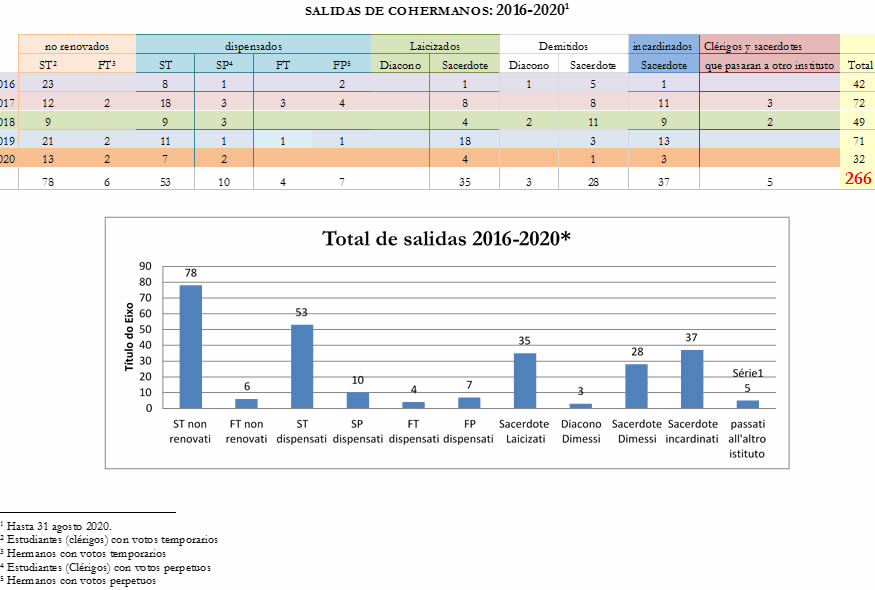 SALIDAS DE COHERMANOS: 2016-2020¹
no renovados dispensados Laicizados Demitidos incardinados Clérigos y sacerdotes
ST² FT³ ST SP⁴ FT FP⁵ Diacono Sacerdote Diacono Sacerdote Sacerdote que pasaran a otro instituto Total
016 23 8 1 2 1 1 5 1 42
017 12 2 18 3 3 4 8 8 11 3 72
018 9 9 3 4 2 11 9 2 49
019 21 2 11 1 1 1 18 3 13 71
020 13 2 7 2 4 1 3 32
78 6 53 10 4 7 35 3 28 37 5 266
Total de salidas 2016-2020*
Título do Eixo
90
80
70
60
50
40
30
20
10
0
78 6 53 10 4 7 35 3 28 37 Série1 5
ST non FT non ST SP FT FP Sacerdote Diacono Sacerdote Sacerdote passati
renovati renovati dispensati dispensati dispensati dispensati Laicizati Dimessi Dimessi incardinati all'altro
istituto
¹ Hasta 31 agosto 2020.
² Estudiantes (clérigos) con votos temporarios
³ Hermanos con votos temporarios
⁴ Estudiantes (Clérigos) con votos perpetuos
⁵ Hermanos con votos perpetuos